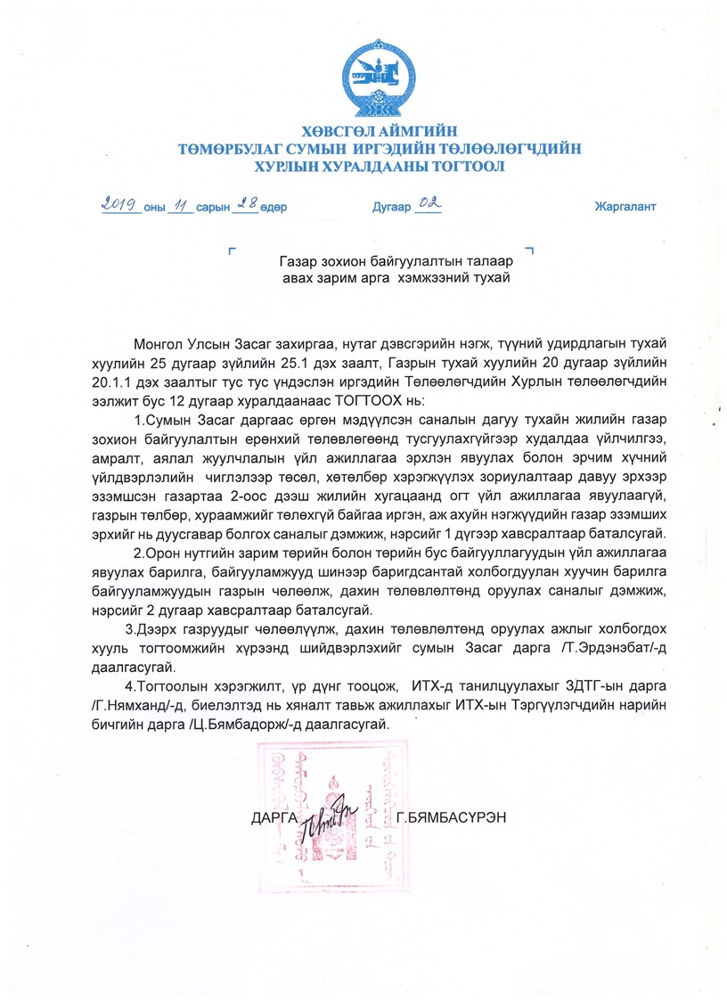 ХӨВСГӨЛ АЙМГИЙН
ТӨМӨРБУЛАГ СУМЫН ИРГЭДИЙН ТӨЛӨӨЛӨГЧДИЙН
ХУРЛЫН ХУРАЛДААНЫ ТОГТООЛ
2019 оны 11 сарын 28 өдөр Дугаар 02 Жаргалант
Газар зохион байгуулалтын талаар
авах зарим арга хэмжээний тухай
Монгол Улсын Засаг захиргаа, нутаг дэвсгэрийн нэгж, түүний удирдлагын тухай
хуулийн 25 дугаар зүйлийн 25.1 дэх заалт, Газрын тухай хуулийн 20 дугаар зүйлийн
20.1.1 дэх заалтыг тус тус үндэслэн иргэдийн Төлөөлөгчдийн Хурлын төлөөлөгчдийн
ээлжит бус 12 дугаар хуралдаанаас ТОГТООХ нь:
1.Сумын Засаг даргаас өргөн мэдүүлсэн саналын дагуу тухайн жилийн газар
зохион байгуулалтын ерөнхий төлөвлөгөөнд тусгуулахгүйгээр худалдаа үйлчилгээ,
амралт, аялал жуулчлалын үйл ажиллагаа эрхлэн явуулах болон эрчим хүчний
үйлдвэрлэлийн чиглэлээр төсөл, хөтөлбөр хэрэгжүүлэх зориулалтаар давуу эрхээр
эзэмшсэн газартаа 2-оос дээш жилийн хугацаанд огт үйл ажиллагаа явуулаагүй,
газрын төлбөр, хураамжийг төлөхгүй байгаа иргэн, аж ахуйн нэгжүүдийн газар эзэмших
эрхийг нь дуусгавар болгох саналыг дэмжиж, нэрсийг 1 дүгээр хавсралтаар баталсугай.
2.Орон нутгийн зарим төрийн болон төрийн бус байгууллагуудын үйл ажиллагаа
явуулах барилга, байгууламжууд шинээр баригдсантай холбогдуулан хуучин барилга
байгууламжуудын газрын чөлөөлж, дахин төлөвлөлтөнд оруулах саналыг дэмжиж,
нэрсийг 2 дугаар хавсралтаар баталсугай.
3.Дээрх газруудыг чөлөөлүүлж, дахин төлөвлөлтөнд оруулах ажлыг холбогдох
хууль тогтоомжийн хүрээнд шийдвэрлэхийг сумын Засаг дарга /Т.Эрдэнэбат/-д
даалгасугай.
4.Тогтоолын хэрэгжилт, үр дүнг тооцож, ИТХ-д танилцуулахыг ЗДТГ-ын дарга
/Г.Нямханд/-д, биелэлтэд нь хяналт тавьж ажиллахыг ИТХ-ын Тэргүүлэгчдийн нарийн
бичгийн дарга /Ц.Бямбадорж/-д даалгасугай.
ДАРГА Г.БЯМБАСҮРЭН